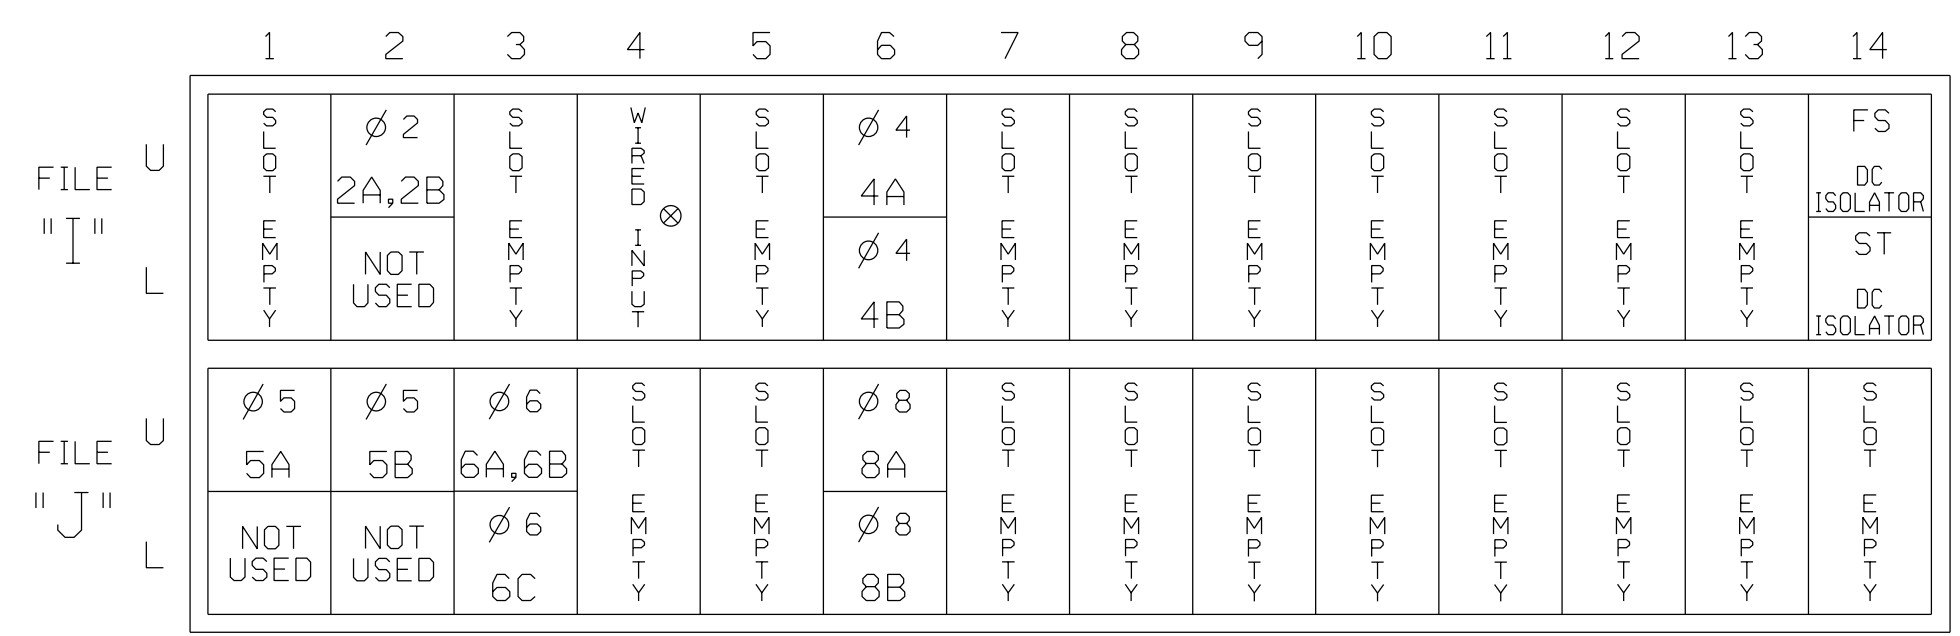 1 2 3 4 5 6 7 8 9 10 11 12 13 14
FILE "I"
U
L
SLOT EMPTY
Ø 2
2A,2B
NOT USED
SLOT EMPTY
WIRED INPUT ⊗
SLOT EMPTY
Ø 4
4A
Ø 4
4B
SLOT EMPTY
SLOT EMPTY
SLOT EMPTY
SLOT EMPTY
SLOT EMPTY
SLOT EMPTY
SLOT EMPTY
FS
DC
ISOLATOR
ST
DC
ISOLATOR
FILE "J"
U
L
Ø 5
5A
NOT USED
Ø 5
5B
NOT USED
Ø 6
6A,6B
Ø 6
6C
SLOT EMPTY
SLOT EMPTY
Ø 8
8A
Ø 8
8B
SLOT EMPTY
SLOT EMPTY
SLOT EMPTY
SLOT EMPTY
SLOT EMPTY
SLOT EMPTY
SLOT EMPTY
SLOT EMPTY